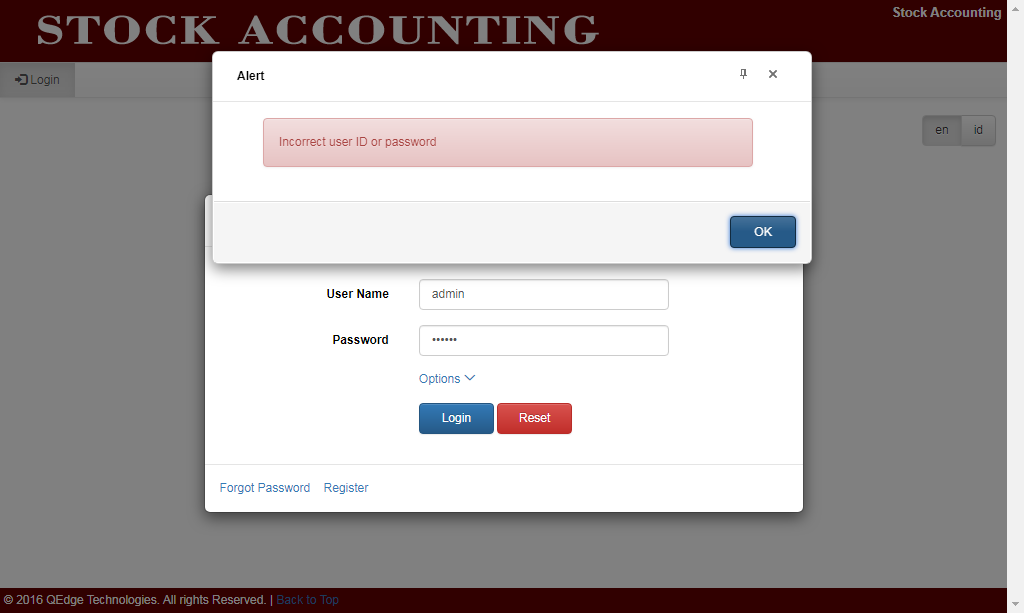 STOCK ACCOUNTING
Stock Accounting
Login
en
id
Alert
Incorrect user ID or password
OK
User Name
admin
Password
••••••
Options
Login
Reset
Forgot Password
Register
© 2016 QEdge Technologies. All rights Reserved. | Back to Top